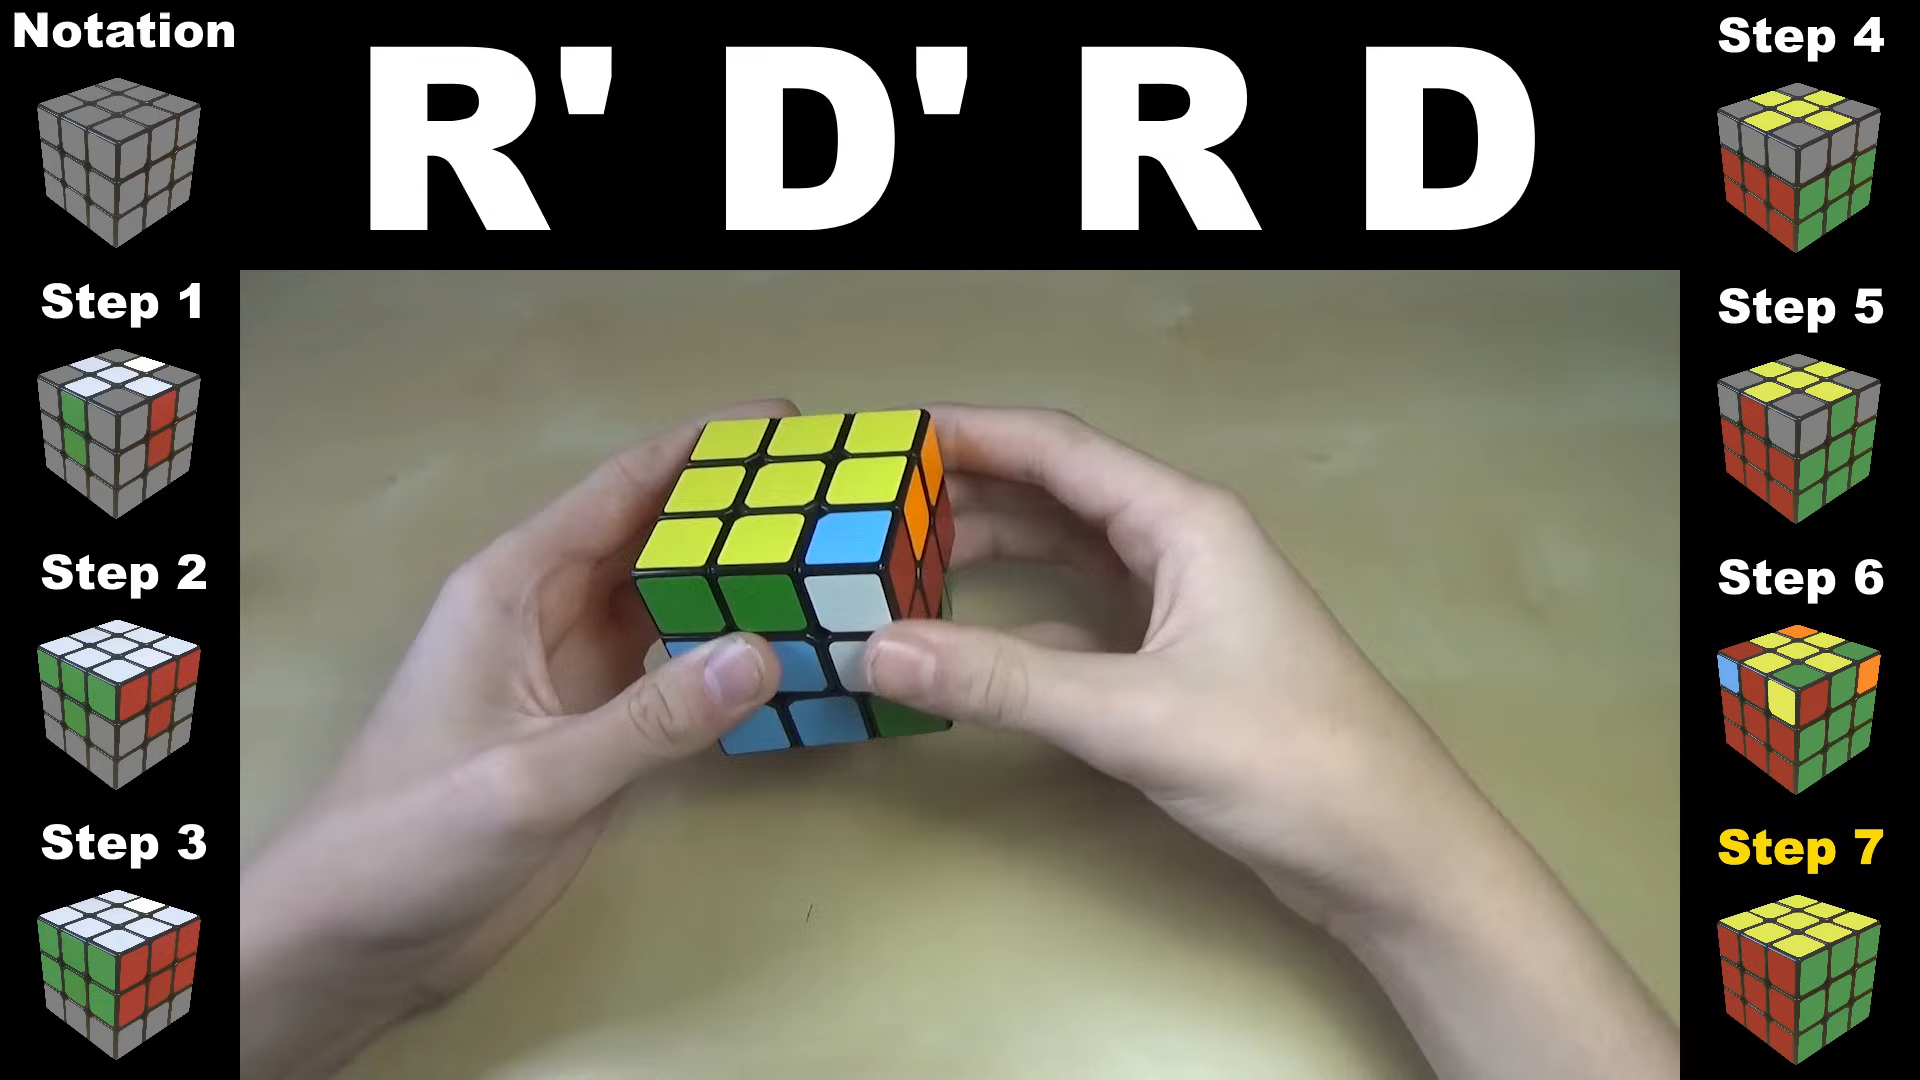 Notation
R' D' R D
Step 4
Step 1
Step 5
Step 2
Step 6
Step 3
Step 7